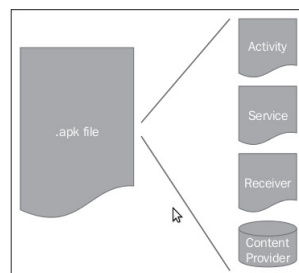 .apk file
Activity
Service
Receiver
Content
Provider